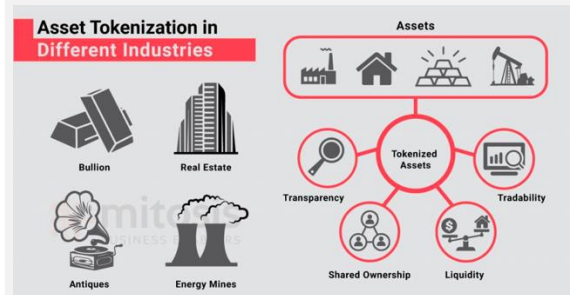 Asset Tokenization in
Different Industries
Bullion
Real Estate
Antiques
Energy Mines
Assets
Tokenized
Assets
Transparency
Tradability
Shared Ownership
Liquidity
mitosis